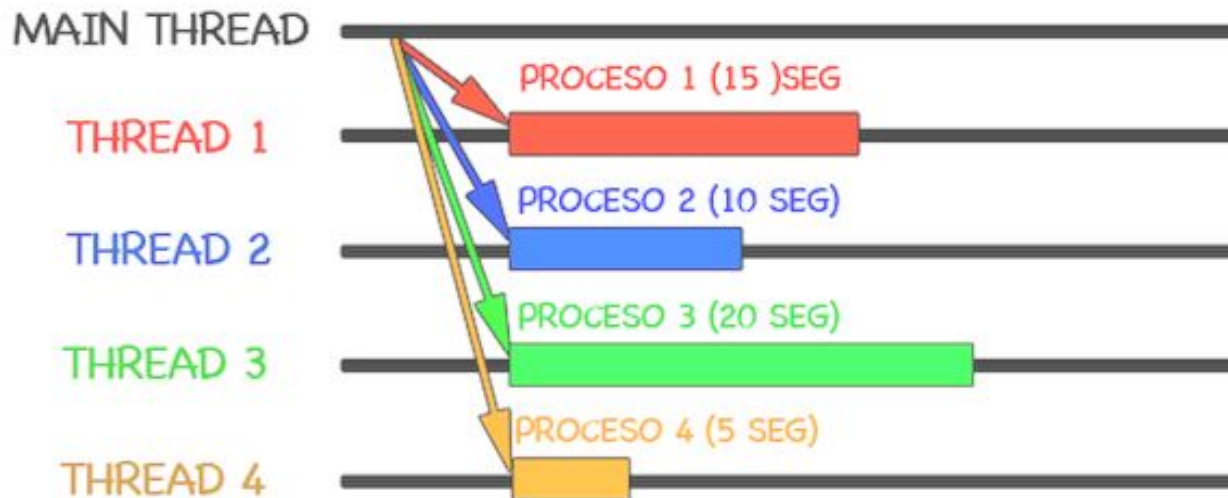 MAIN THREAD
PROCESO 1 (15 )SEG
THREAD 1
PROCESO 2 (10 SEG)
THREAD 2
PROCESO 3 (20 SEG)
THREAD 3
PROCESO 4 (5 SEG)
THREAD 4